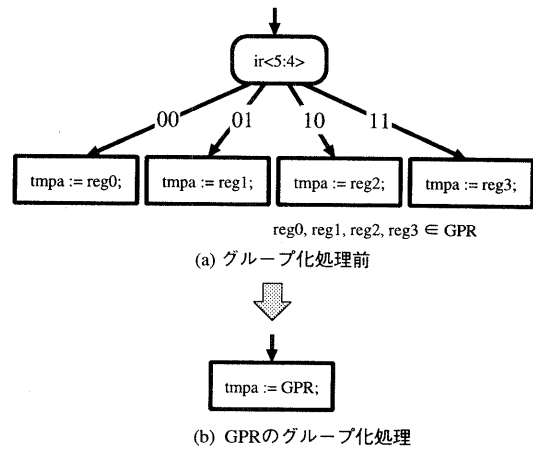 ir<5:4>
00 01 10 11
tmpa := reg0; tmpa := reg1; tmpa := reg2; tmpa := reg3;
reg0, reg1, reg2, reg3 ∈ GPR
(a) グループ化処理前
tmpa := GPR;
(b) GPRのグループ化処理